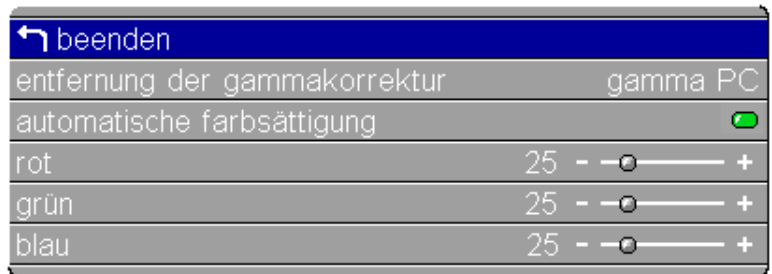 beenden
entfernung der gammakorrektur gamma PC
automatische farbsättigung
rot 25 - +
grün 25 - +
blau 25 - +